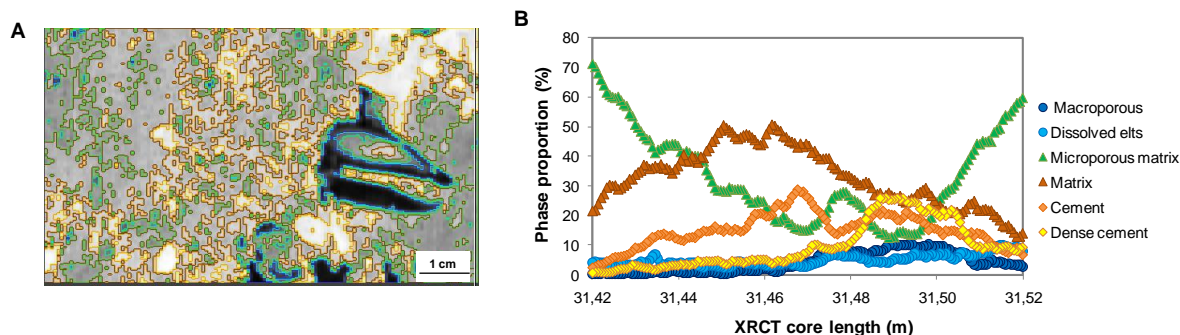 A
1 cm
B
Phase proportion (%)
80
70
60
50
40
30
20
10
0
31,42
31,44
31,46
31,48
31,50
31,52
XRCT core length (m)
Macroporous
Dissolved elts
Microporous matrix
Matrix
Cement
Dense cement